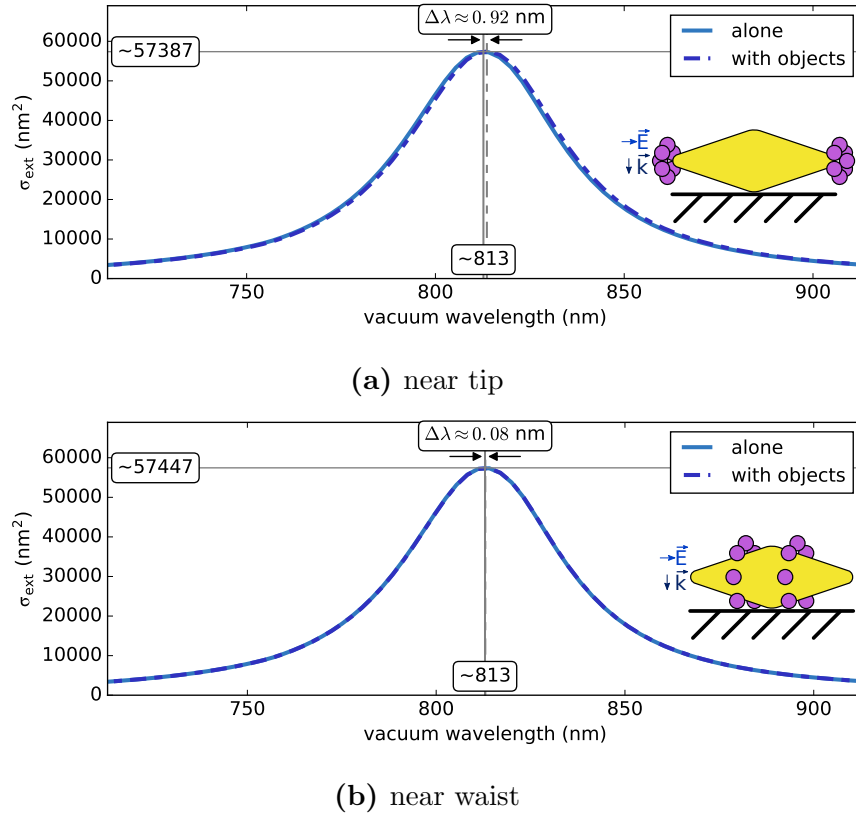 Δλ≈0.92 nm
60000
50000
40000
30000
20000
10000
0
~57387
σext (nm²)
alone
with objects
E
k
~813
750
800
850
900
vacuum wavelength (nm)
(a) near tip
Δλ≈0.08 nm
60000
50000
40000
30000
20000
10000
0
~57447
σext (nm²)
alone
with objects
E
k
~813
750
800
850
900
vacuum wavelength (nm)
(b) near waist